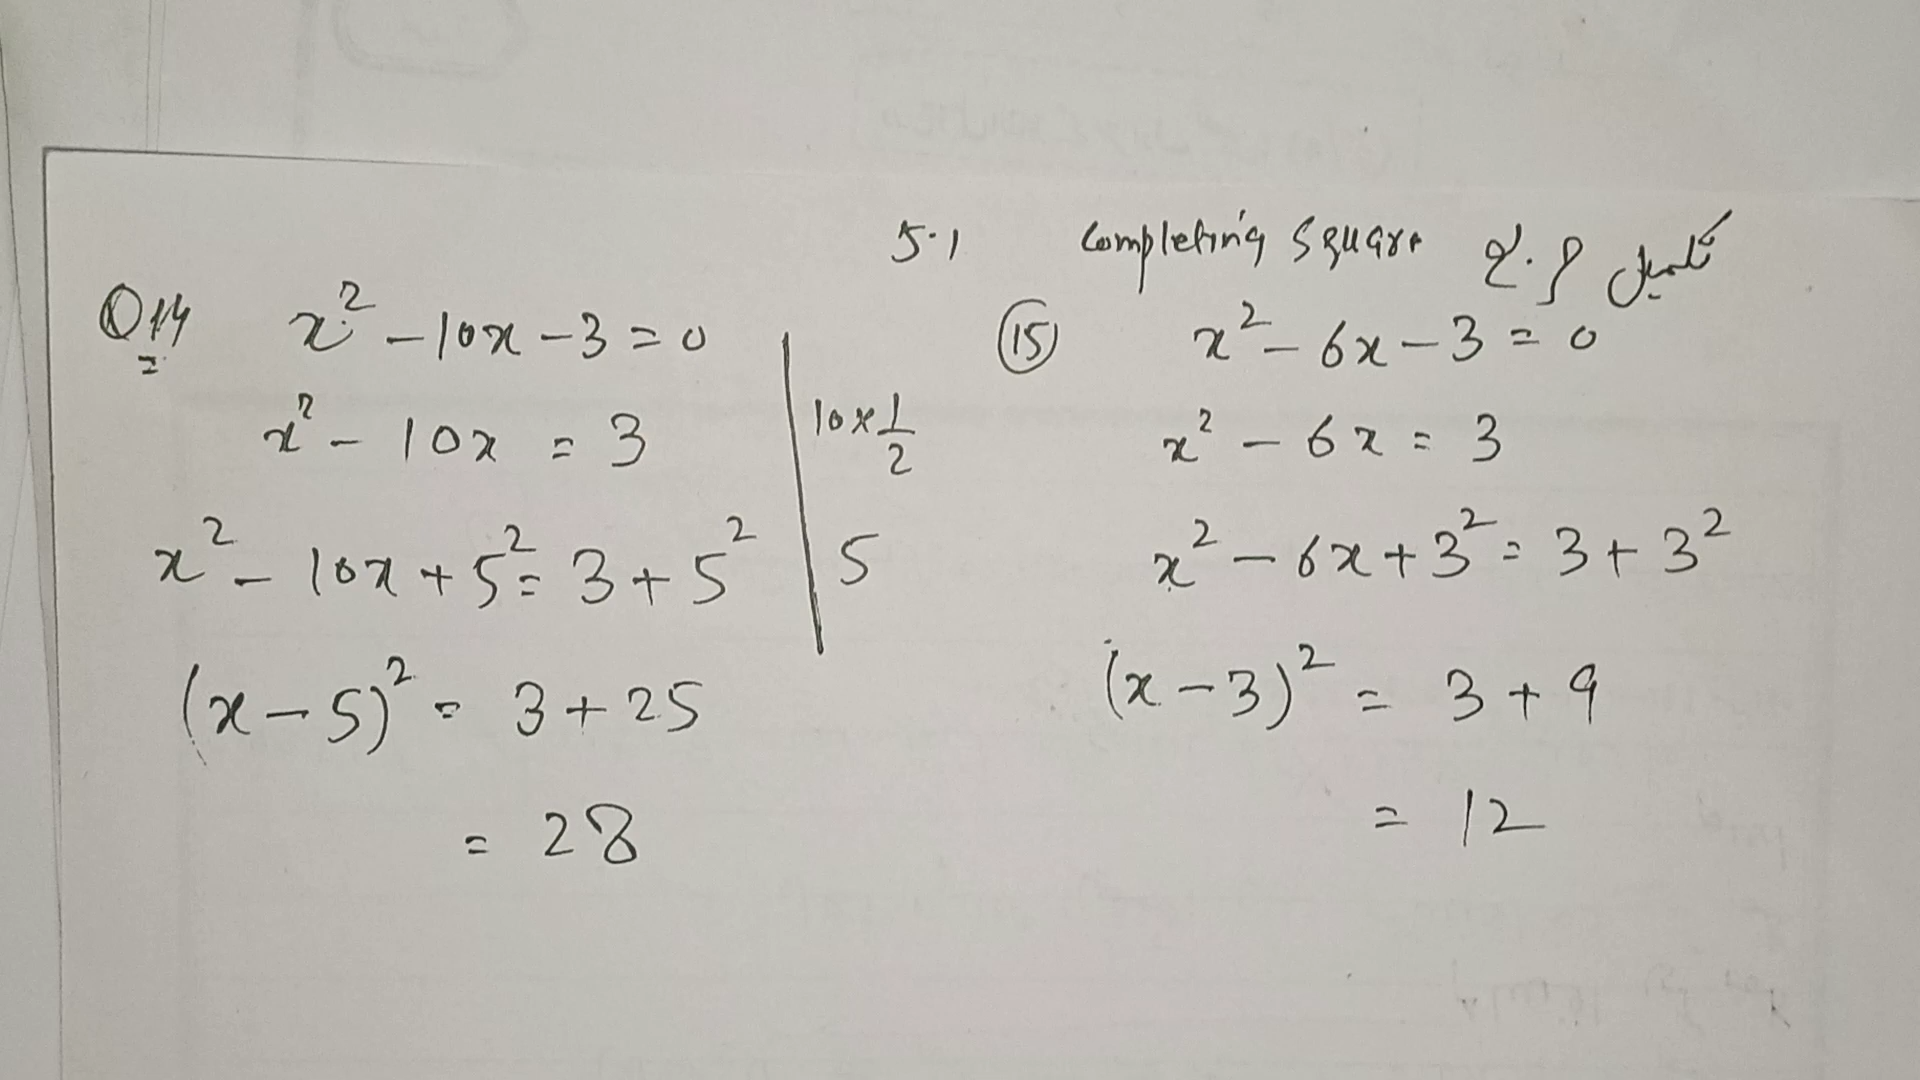 5.1 Completing Square تکمیل مربع
Q14 x² - 10x - 3 = 0
x² - 10x = 3
10 x 1/2
x² - 10x + 5² = 3 + 5²
5
(x - 5)² = 3 + 25
= 28
(15) x² - 6x - 3 = 0
x² - 6x = 3
x² - 6x + 3² = 3 + 3²
(x - 3)² = 3 + 9
= 12